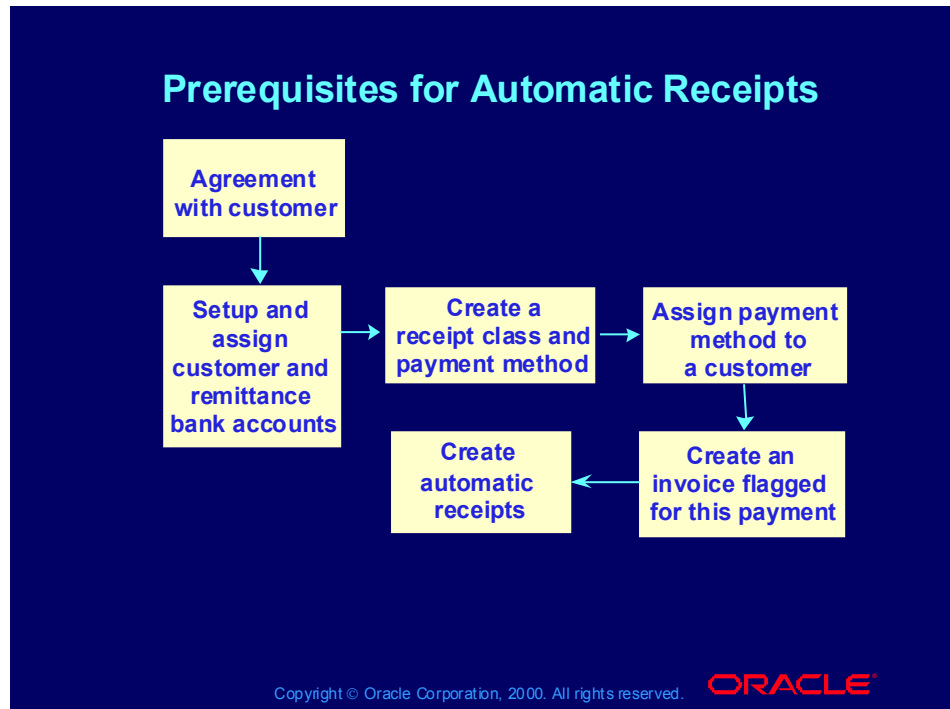 Prerequisites for Automatic Receipts
Agreement
with customer
Setup and
assign
customer and
remittance
bank accounts
Create a
receipt class and
payment method
Assign payment
method to
a customer
Create an
invoice flagged
for this payment
Create
automatic
receipts
Copyright © Oracle Corporation, 2000. All rights reserved.
ORACLE®